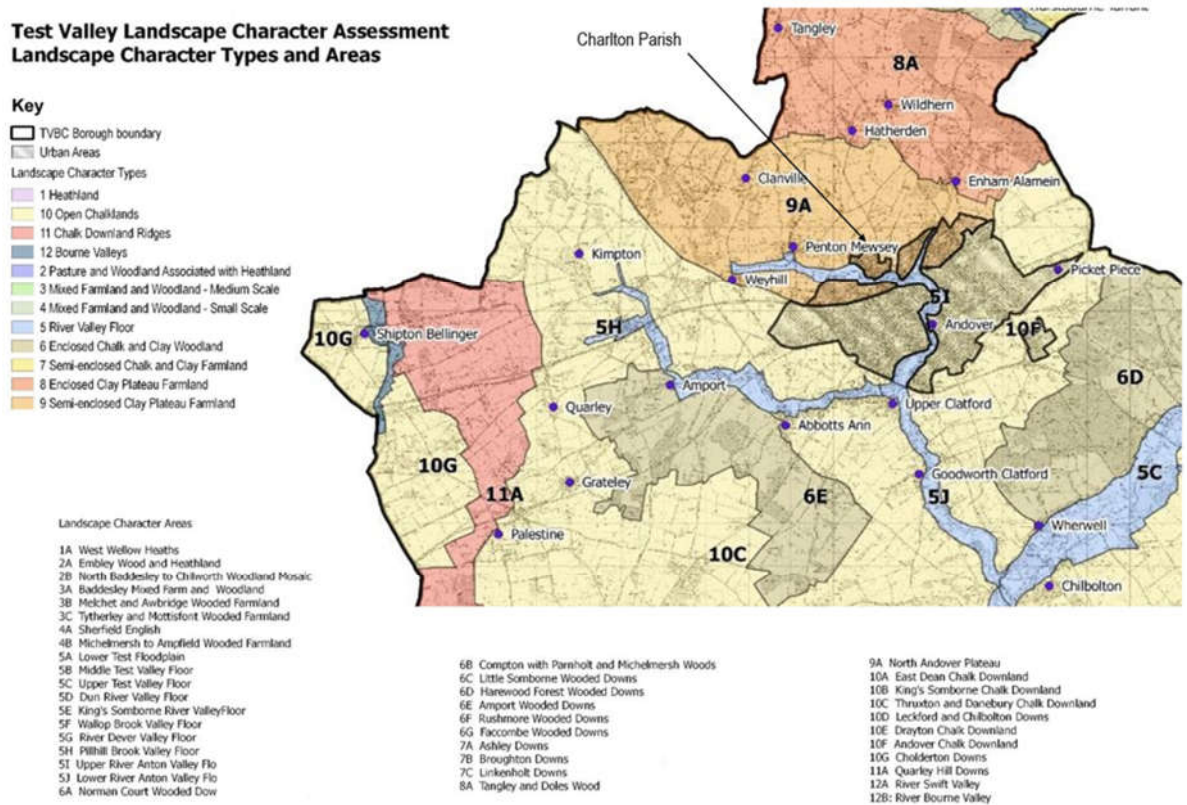 Test Valley Landscape Character Assessment
Landscape Character Types and Areas
Key
TVBC Borough boundary
Urban Areas
Landscape Character Types
1 Heathland
10 Open Chalklands
11 Chalk Downland Ridges
12 Bourne Valleys
2 Pasture and Woodland Associated with Heathland
3 Mixed Farmland and Woodland - Medium Scale
4 Mixed Farmland and Woodland - Small Scale
5 River Valley Floor
6 Enclosed Chalk and Clay Woodland
7 Semi-enclosed Chalk and Clay Farmland
8 Enclosed Clay Plateau Farmland
9 Semi-enclosed Clay Plateau Farmland
Charlton Parish
Tangley
8A
Wildhern
Hatherden
Clanville
Enham Alamein
9A
Penton Mewsey
Kimpton
Weyhill
Picket Piece
5I
5H
10G
Shipton Bellinger
Andover
10F
6D
Amport
Quarley
Upper Clatford
Abbotts Ann
10G
11A
Grateley
6E
Goodworth Clatford
5J
5C
Palestine
10C
Wherwell
Chilbolton
Landscape Character Areas
1A West Wellow Heaths
2A Embley Wood and Heathland
2B North Baddesley to Chilworth Woodland Mosaic
3A Baddesley Mixed Farm and Woodland
3B Melchet and Awbridge Wooded Farmland
3C Tytherley and Mottisfont Wooded Farmland
4A Sherfield English
4B Michelmersh to Ampfield Wooded Farmland
5A Lower Test Floodplain
5B Middle Test Valley Floor
5C Upper Test Valley Floor
5D Dun River Valley Floor
5E King's Somborne River ValleyFloor
5F Wallop Brook Valley Floor
5G River Dever Valley Floor
5H Pillhill Brook Valley Floor
5I Upper River Anton Valley Flo
5J Lower River Anton Valley Flo
6A Norman Court Wooded Dow
6B Compton with Parnholt and Michelmersh Woods
6C Little Somborne Wooded Downs
6D Harewood Forest Wooded Downs
6E Amport Wooded Downs
6F Rushmore Wooded Downs
6G Faccombe Wooded Downs
7A Ashley Downs
7B Broughton Downs
7C Linkenholt Downs
8A Tangley and Doles Wood
9A North Andover Plateau
10A East Dean Chalk Downland
10B King's Somborne Chalk Downland
10C Thruxton and Danebury Chalk Downland
10D Leckford and Chilbolton Downs
10E Drayton Chalk Downland
10F Andover Chalk Downland
10G Cholderton Downs
11A Quarley Hill Downs
12A River Swift Valley
12B: River Bourne Valley